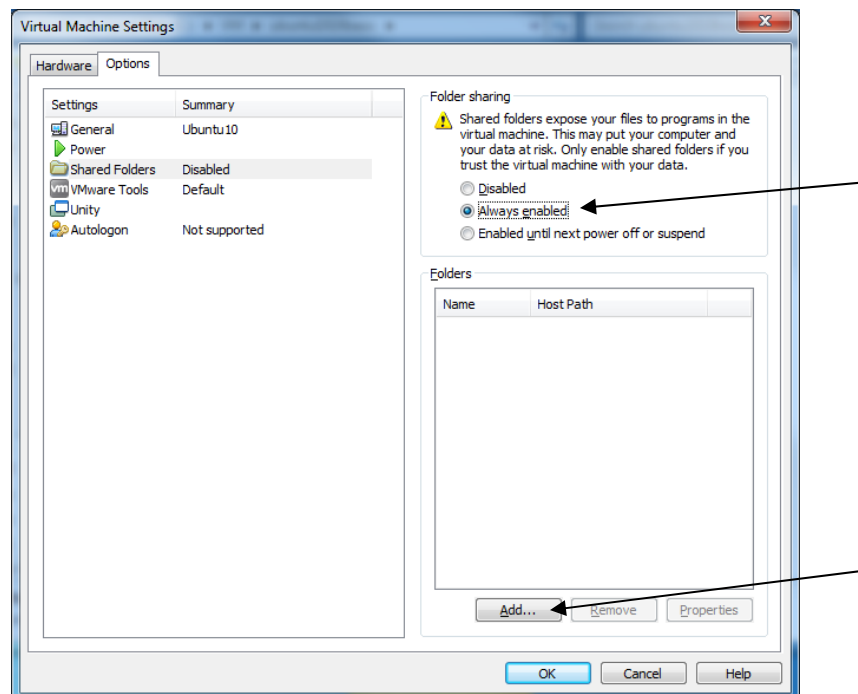 Virtual Machine Settings
Hardware Options
Settings Summary
General Ubuntu10
Power
Shared Folders Disabled
vm VMware Tools Default
Unity
Autologon Not supported
Folder sharing
Shared folders expose your files to programs in the
virtual machine. This may put your computer and
your data at risk. Only enable shared folders if you
trust the virtual machine with your data.
Disabled
Always enabled
Enabled until next power off or suspend
Folders
Name Host Path
Add... Remove Properties
OK Cancel Help